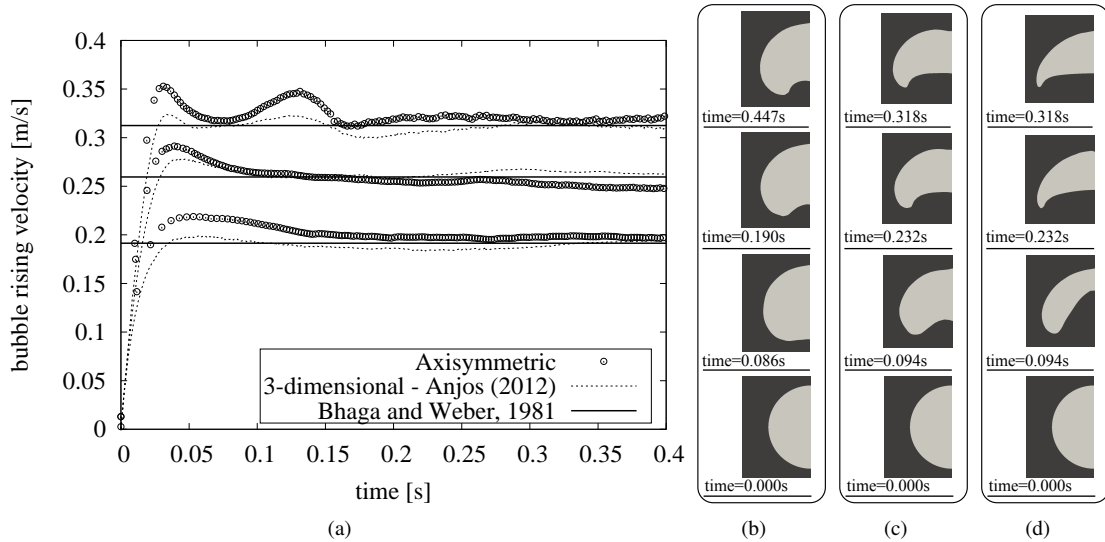 0.4
0.35
0.3
0.25
0.2
0.15
0.1
0.05
0
bubble rising velocity [m/s]
Axisymmetric
3-dimensional - Anjos (2012)
Bhaga and Weber, 1981
0 0.05 0.1 0.15 0.2 0.25 0.3 0.35 0.4
time [s]
(a)
time=0.447s
time=0.190s
time=0.086s
time=0.000s
(b)
time=0.318s
time=0.232s
time=0.094s
time=0.000s
(c)
time=0.318s
time=0.232s
time=0.094s
time=0.000s
(d)